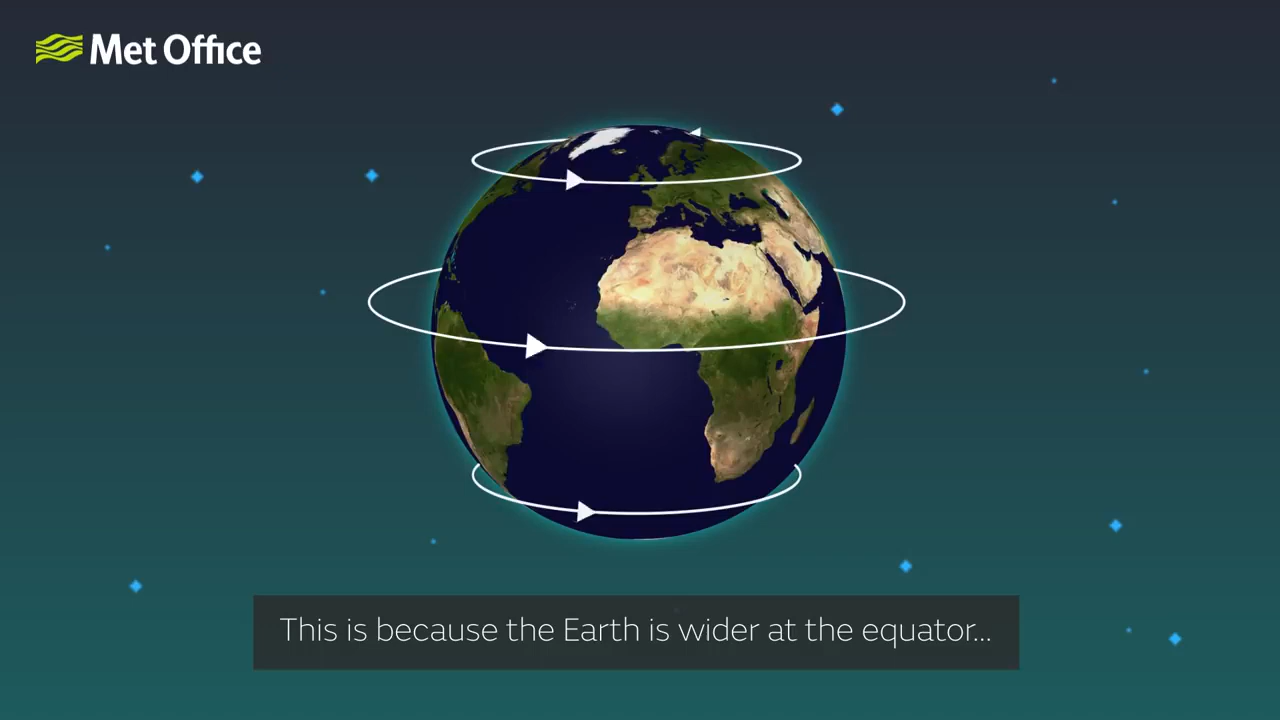 Met Office
This is because the Earth is wider at the equator...